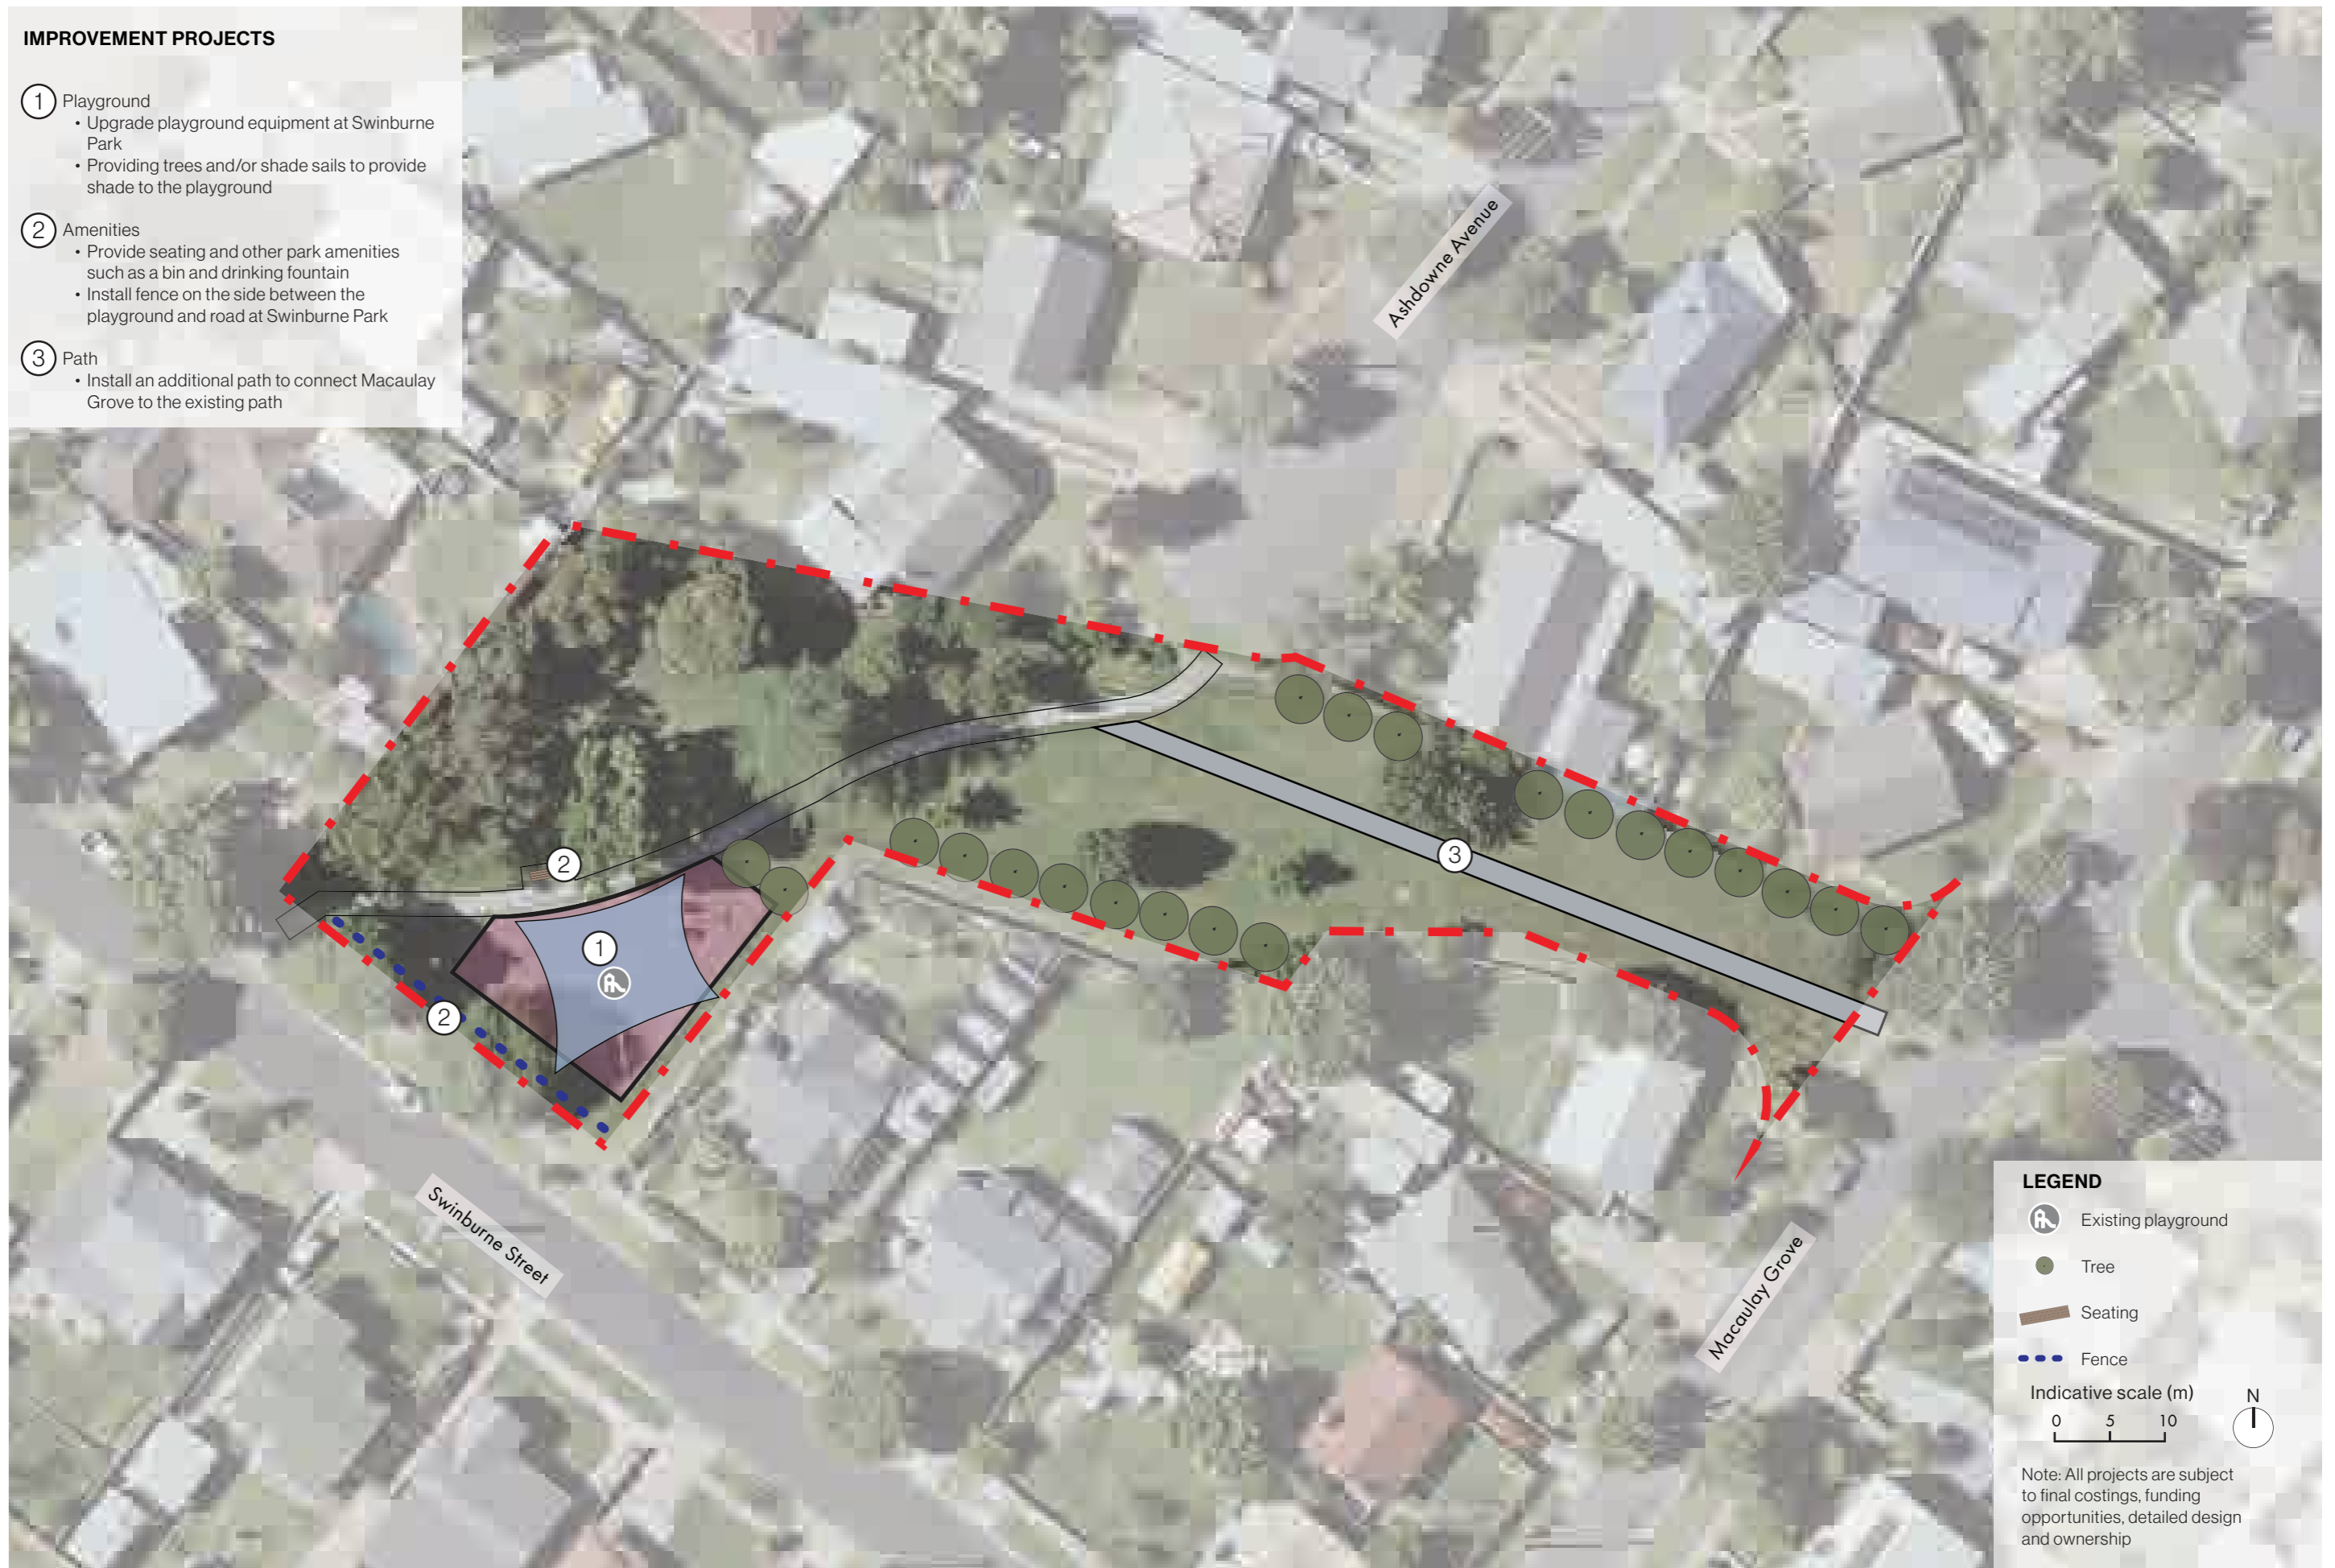 IMPROVEMENT PROJECTS
1 Playground
• Upgrade playground equipment at Swinburne
Park
• Providing trees and/or shade sails to provide
shade to the playground
2 Amenities
• Provide seating and other park amenities
such as a bin and drinking fountain
• Install fence on the side between the
playground and road at Swinburne Park
3 Path
• Install an additional path to connect Macaulay
Grove to the existing path
Ashdowne Avenue
2
3
1
2
Swinburne Street
Macaulay Grove
LEGEND
Existing playground
Tree
Seating
Fence
Indicative scale (m)
0 5 10
N
Note: All projects are subject
to final costings, funding
opportunities, detailed design
and ownership